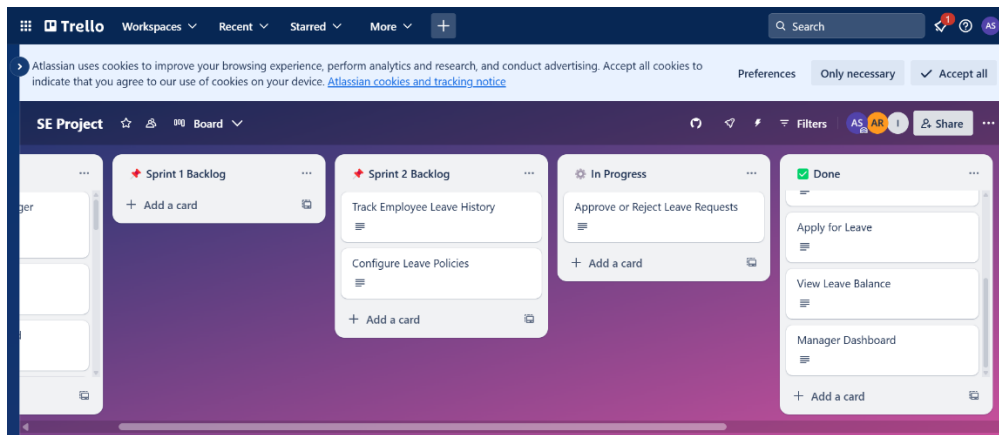 Trello Workspaces Recent Starred More + Search 1 AS
Atlassian uses cookies to improve your browsing experience, perform analytics and research, and conduct advertising. Accept all cookies to
indicate that you agree to our use of cookies on your device. Atlassian cookies and tracking notice
Preferences Only necessary Accept all
SE Project Board Filters AS AR I Share
Sprint 1 Backlog
+ Add a card
Sprint 2 Backlog
Track Employee Leave History
Configure Leave Policies
+ Add a card
In Progress
Approve or Reject Leave Requests
+ Add a card
Done
Apply for Leave
View Leave Balance
Manager Dashboard
+ Add a card